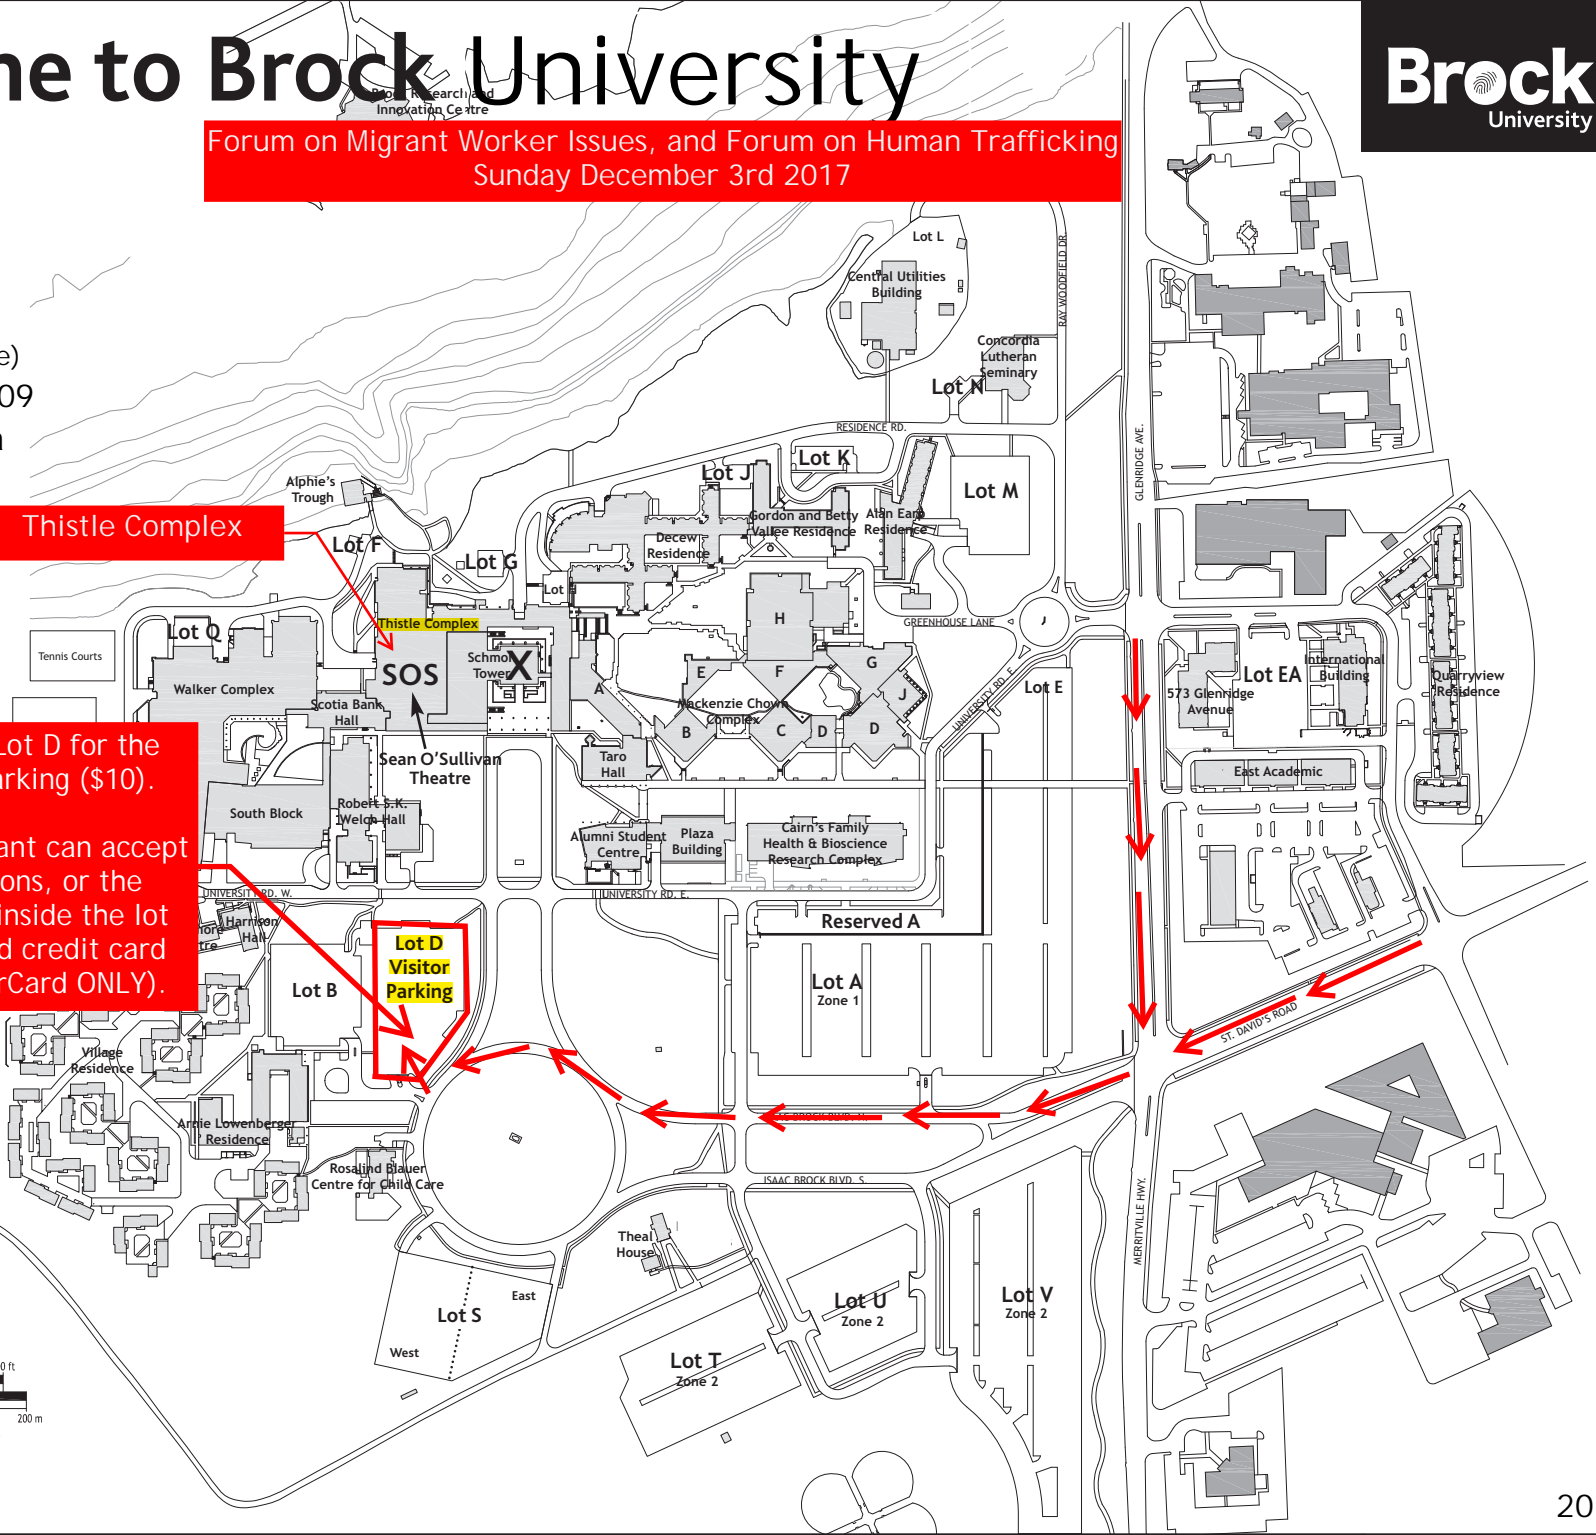 ne to Brock University
Brock
University
Brock Research and
Innovation Centre
Forum on Migrant Worker Issues, and Forum on Human Trafficking
Sunday December 3rd 2017
Lot L
Central Utilities
Building
RAY WOODFIELD DR.
Concordia
Lutheran
Seminary
Lot N
e)
09
RESIDENCE RD.
GLENRIDGE AVE.
Lot K
Lot J
Lot M
Alphie's
Trough
Gordon and Betty
Vallee Residence
Alan Earp
Residence
Thistle Complex
Lot F
Lot G
Decew
Residence
Lot
Thistle Complex
GREENHOUSE LANE
H
J
Lot Q
Tennis Courts
Walker Complex
SOS
Schmon
Tower
X
A
E
F
G
J
Mackenzie Chown
Complex
B
C
D
D
UNIVERSITY RD. E.
Lot E
573 Glenridge
Avenue
Lot EA
International
Building
Quarryview
Residence
Scotia Bank
Hall
Sean O'Sullivan
Theatre
Taro
Hall
East Academic
Lot D for the
arking ($10).
ant can accept
ons, or the
inside the lot
d credit card
rCard ONLY).
South Block
Robert S.K.
Welch Hall
Alumni Student
Centre
Plaza
Building
Cairn's Family
Health & Bioscience
Research Complex
UNIVERSITY RD. W.
UNIVERSITY RD. E.
Harrison
Hall
more
tre
Reserved A
Lot D
Visitor
Parking
Lot B
Lot A
Zone 1
ST. DAVID'S ROAD
Village
Residence
Arnie Lowenberger
Residence
Rosalind Blauer
Centre for Child Care
ISAAC BROCK BLVD. S.
MERRITVILLE HWY.
Theal
House
Lot S
East
West
Lot U
Zone 2
Lot V
Zone 2
Lot T
Zone 2
0 ft
200 m
20